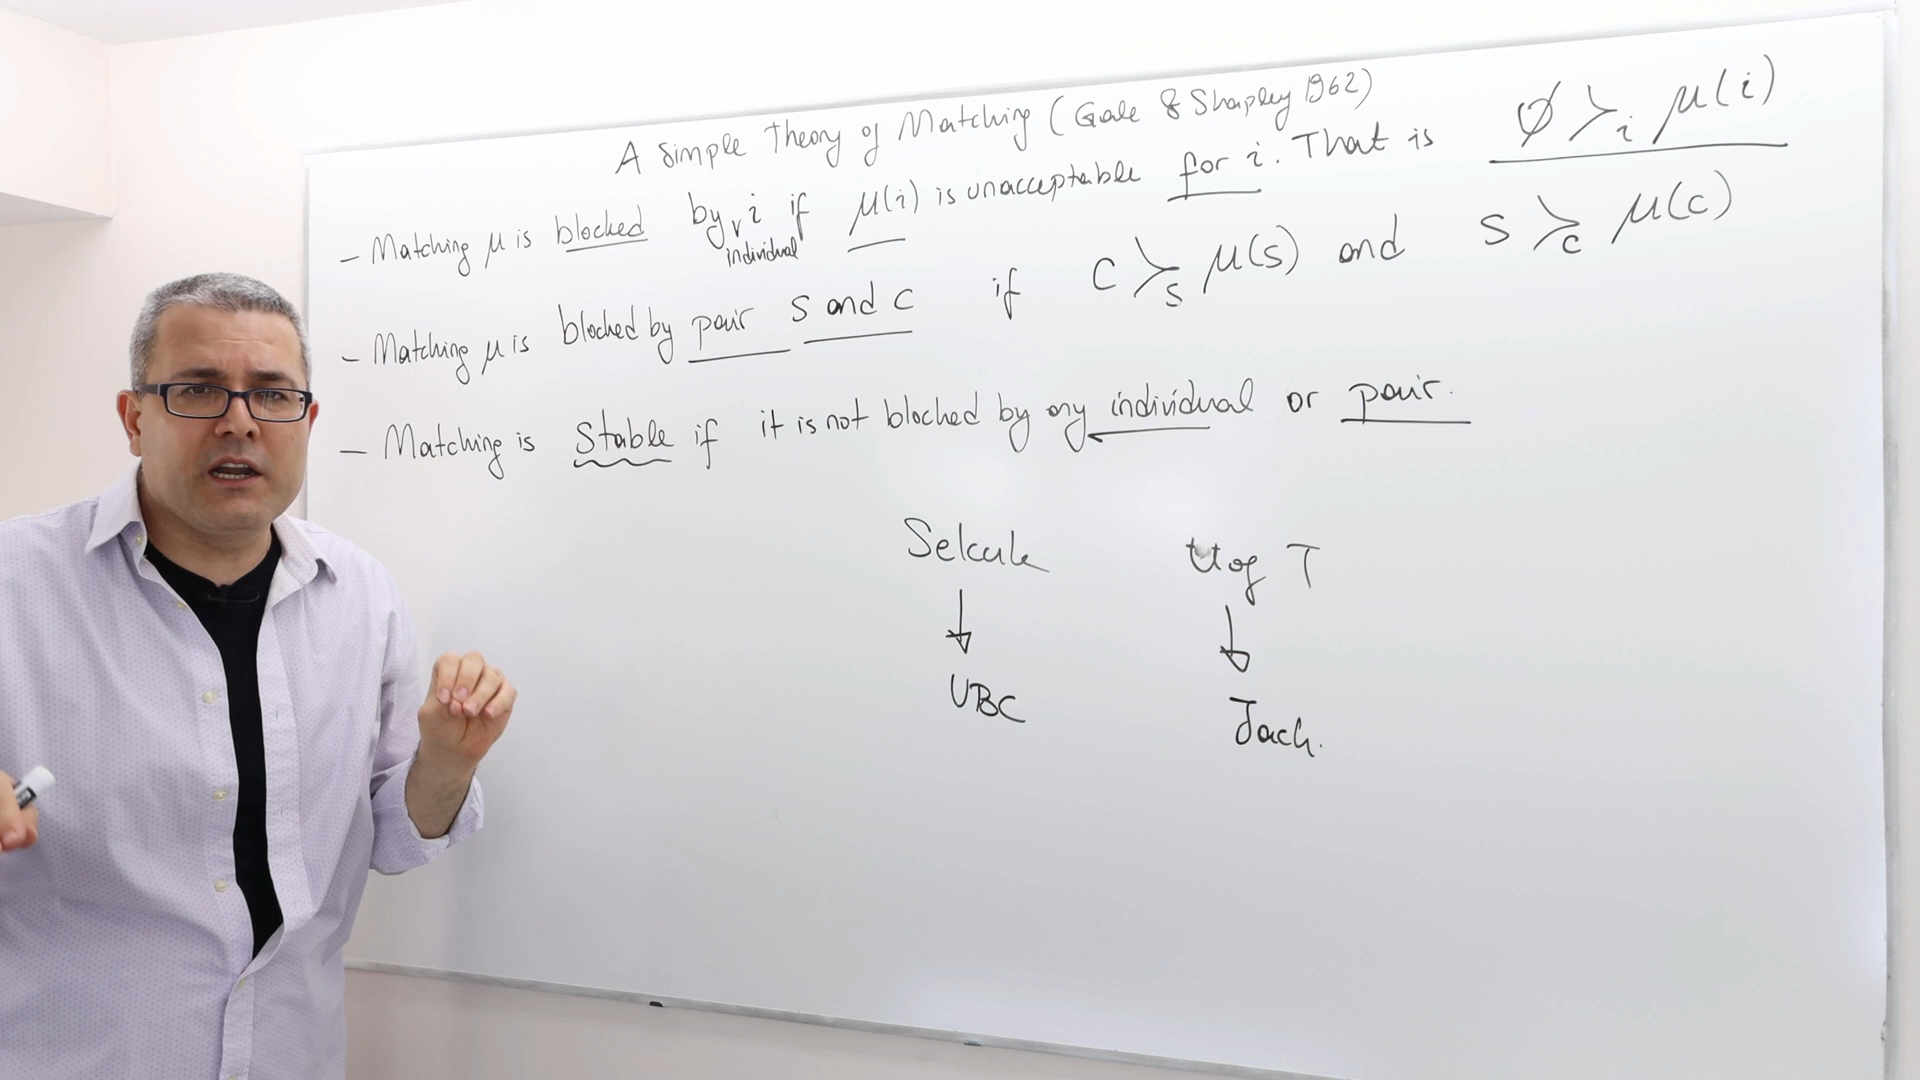 A Simple Theory of Matching (Gale & Shapley 1962)
- Matching μ is blocked by individual i if μ(i) is unacceptable for i. That is ∅ ≻ᵢ μ(i)
- Matching μ is blocked by pair s and c if c ≻ₛ μ(s) and s ≻_c μ(c)
- Matching is Stable if it is not blocked by any individual or pair.
Selcuk U of T
↓ ↓
UBC Jach.